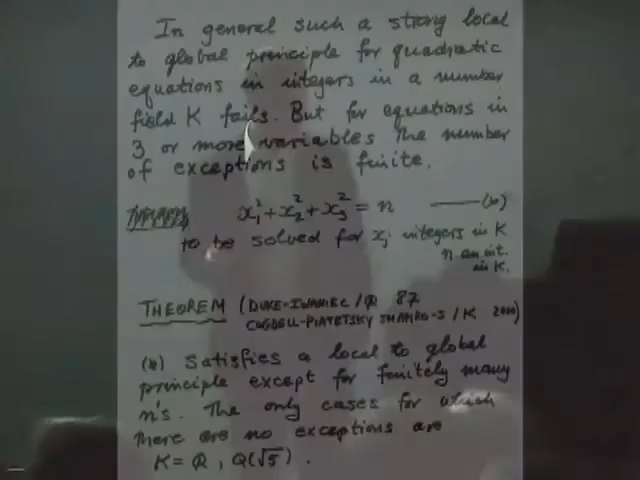 In general such a strong local
to global principle for quadratic
equations in integers in a number
field K fails. But for equations in
3 or more variables the number
of exceptions is finite.
x₁² + x₂² + x₃² = n —— (*)
to be solved for xⱼ integers in K
n an int.
in K.
THEOREM (DUKE-IWANIEC / Q 87
COGDELL-PIATETSKY SHAPIRO-S / K 2000)
(*) Satisfies a local to global
principle except for finitely many
n's. The only cases for which
there are no exceptions are
K = Q, Q(√5).